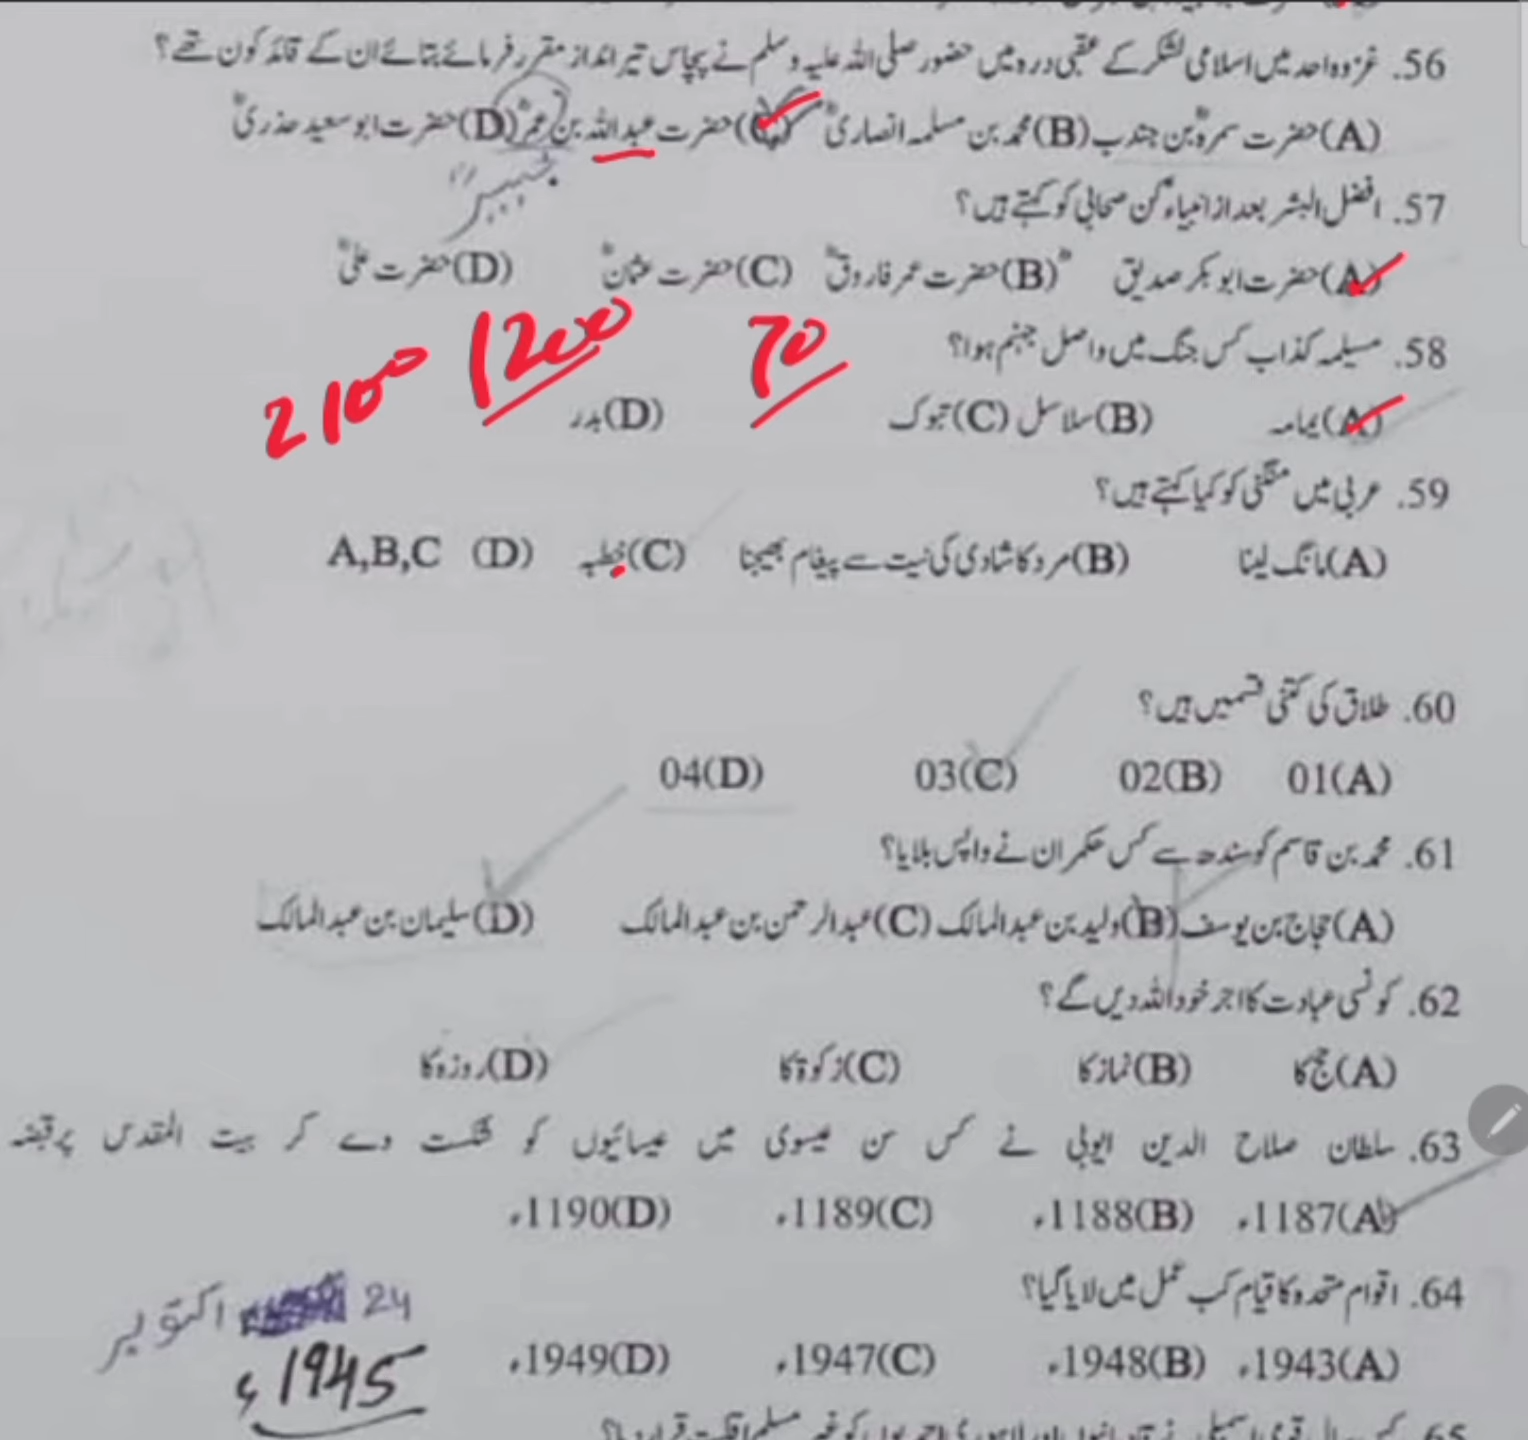 56. غزوہ احد میں اسلامی لشکر کے عقبی درہ میں حضور صلی اللہ علیہ وسلم نے پچاس تیر انداز مقرر فرمائے بتائے ان کے قائد کون تھے؟
(A) حضرت سمرہؓ بن جندب (B) محمد بن مسلمہ انصاریؓ (C) حضرت عبداللہ بن عمرؓ (D) حضرت ابو سعید حذریؓ
جبیر
57. افضل البشر بعد از انبیاء کن صحابی کو کہتے ہیں؟
(A) حضرت ابو بکر صدیقؓ (B) حضرت عمر فاروقؓ (C) حضرت عثمانؓ (D) حضرت علیؓ
58. مسیلمہ کذاب کس جنگ میں واصل جہنم ہوا؟
70 1200 2100
(A) یمامہ (B) سلاسل (C) تبوک (D) بدر
59. عربی میں منگنی کو کیا کہتے ہیں؟
(A) مانگ لینا (B) مرد کا شادی کی نیت سے پیغام بھیجنا (C) خطبہ (D) A,B,C
60. طلاق کی کتنی قسمیں ہیں؟
01(A) 02(B) 03(C) 04(D)
61. محمد بن قاسم کو سندھ سے کس حکمران نے واپس بلایا؟
(A) حجاج بن یوسف (B) ولید بن عبدالمالک (C) عبدالرحمن بن عبدالمالک (D) سلیمان بن عبدالمالک
62. کونسی عبادت کا اجر خود اللہ دیں گے؟
(A) حج کا (B) نماز کا (C) زکوۃ کا (D) روزہ کا
63. سلطان صلاح الدین ایوبی نے کس سن عیسوی میں عیسائیوں کو شکست دے کر بیت المقدس پر قبضہ
1187(A)ء 1188(B)ء 1189(C)ء 1190(D)ء
64. اقوام متحدہ کا قیام کب عمل میں لایا گیا؟
24 اکتوبر
1943(A)ء 1948(B)ء 1947(C)ء 1949(D)ء
1945ء